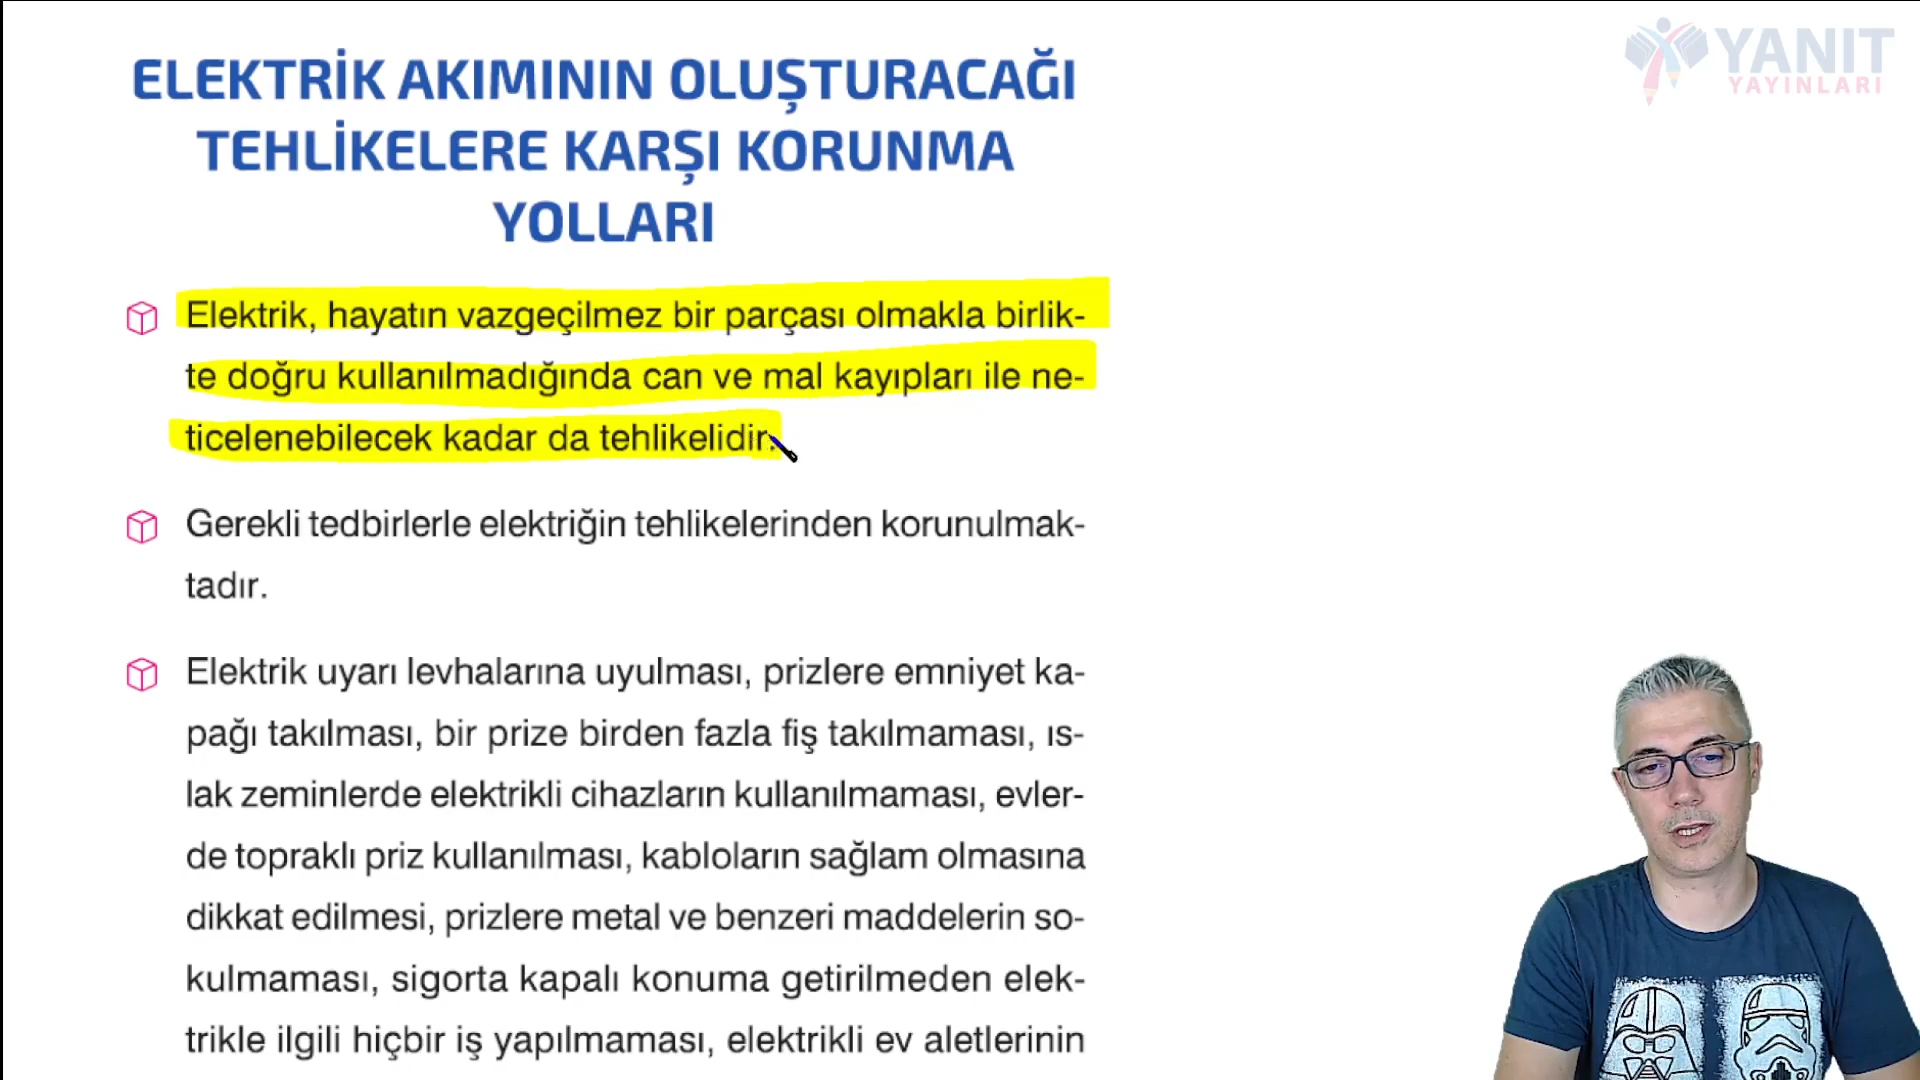 YANIT
YAYINLARI
ELEKTRİK AKIMININ OLUŞTURACAĞI
TEHLİKELERE KARŞI KORUNMA
YOLLARI
Elektrik, hayatın vazgeçilmez bir parçası olmakla birlik-
te doğru kullanılmadığında can ve mal kayıpları ile ne-
ticelenebilecek kadar da tehlikelidir.
Gerekli tedbirlerle elektriğin tehlikelerinden korunulmak-
tadır.
Elektrik uyarı levhalarına uyulması, prizlere emniyet ka-
pağı takılması, bir prize birden fazla fiş takılmaması, ıs-
lak zeminlerde elektrikli cihazların kullanılmaması, evler-
de topraklı priz kullanılması, kabloların sağlam olmasına
dikkat edilmesi, prizlere metal ve benzeri maddelerin so-
kulmaması, sigorta kapalı konuma getirilmeden elek-
trikle ilgili hiçbir iş yapılmaması, elektrikli ev aletlerinin